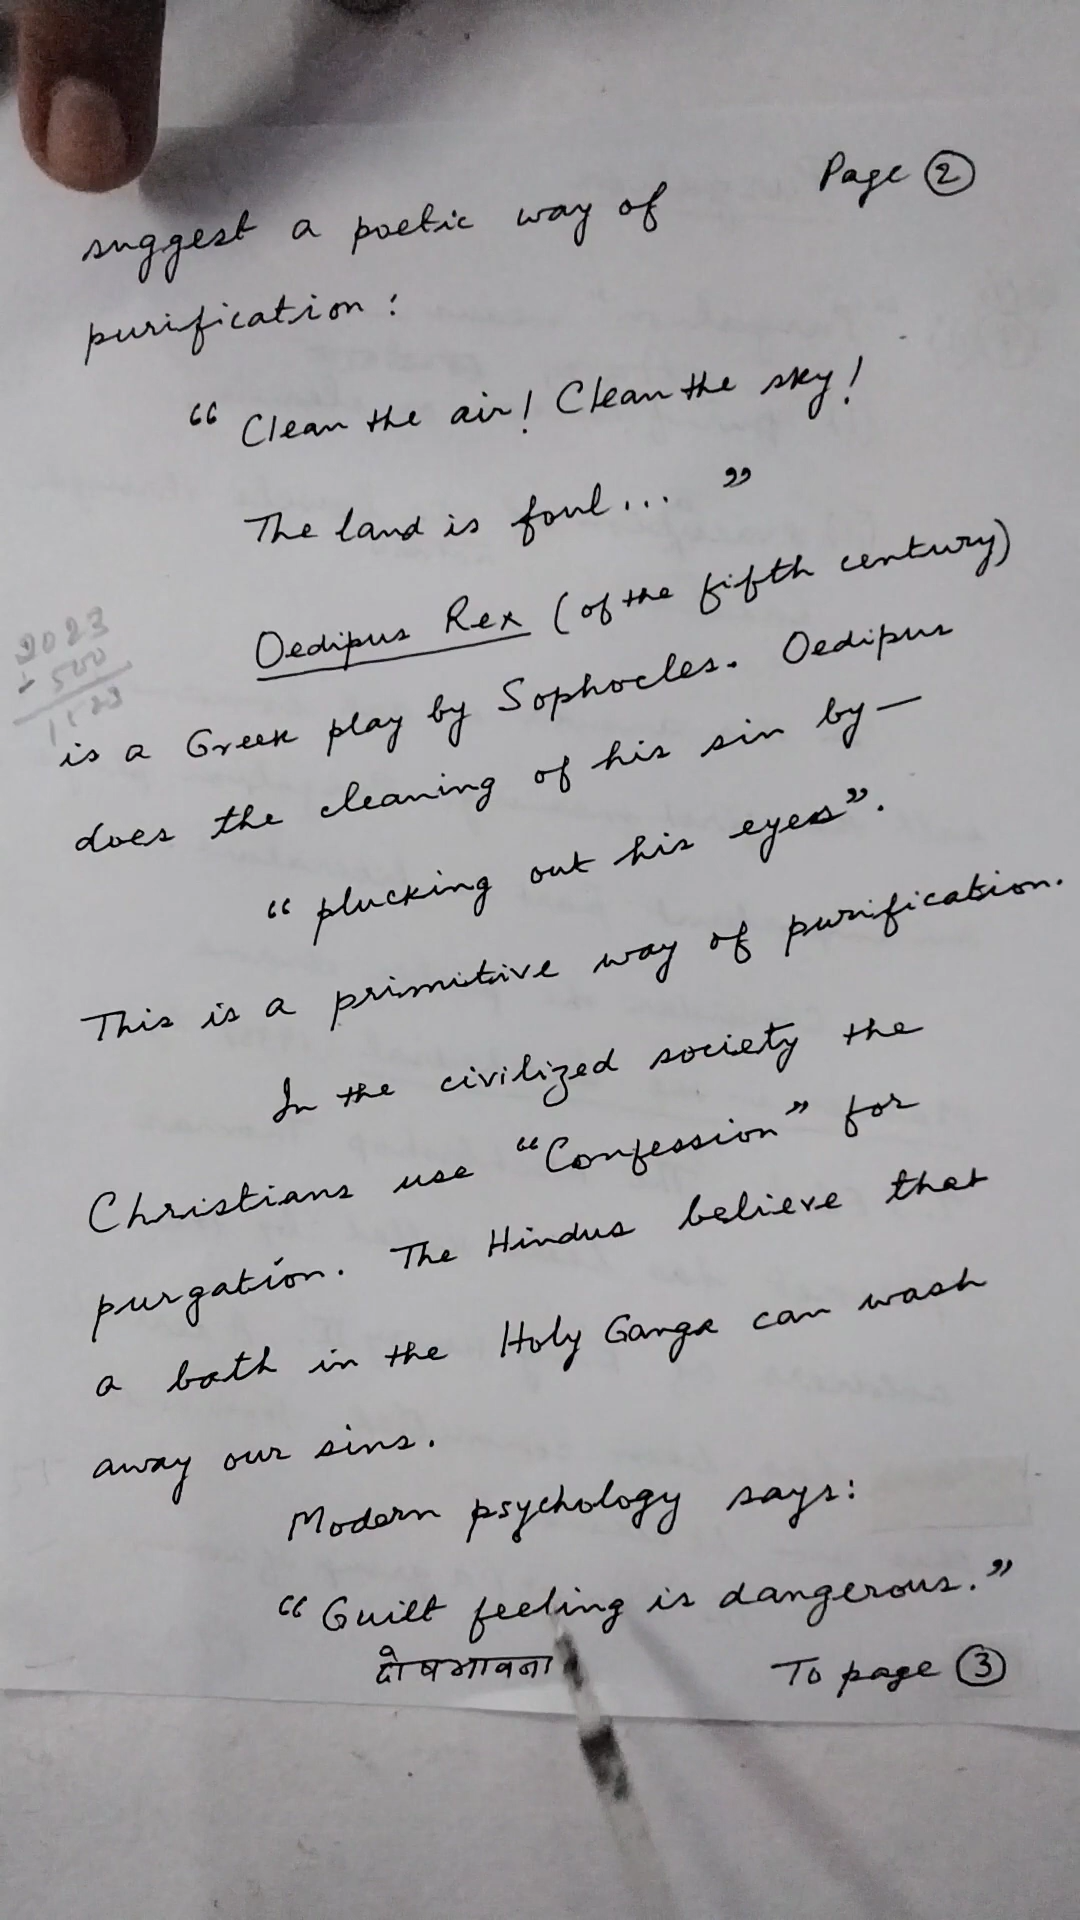 Page 2
suggest a poetic way of
purification :
“ Clean the air! Clean the sky!
The land is foul ... ”
2023
- 500
1523
Oedipus Rex (of the fifth century)
is a Greek play by Sophocles. Oedipus
does the cleaning of his sin by —
“ plucking out his eyes”.
This is a primitive way of purification.
In the civilized society the
Christians use “Confession” for
purgation. The Hindus believe that
a bath in the Holy Ganga can wash
away our sins.
Modern psychology says:
“ Guilt feeling is dangerous.”
दोषभावना
To page 3